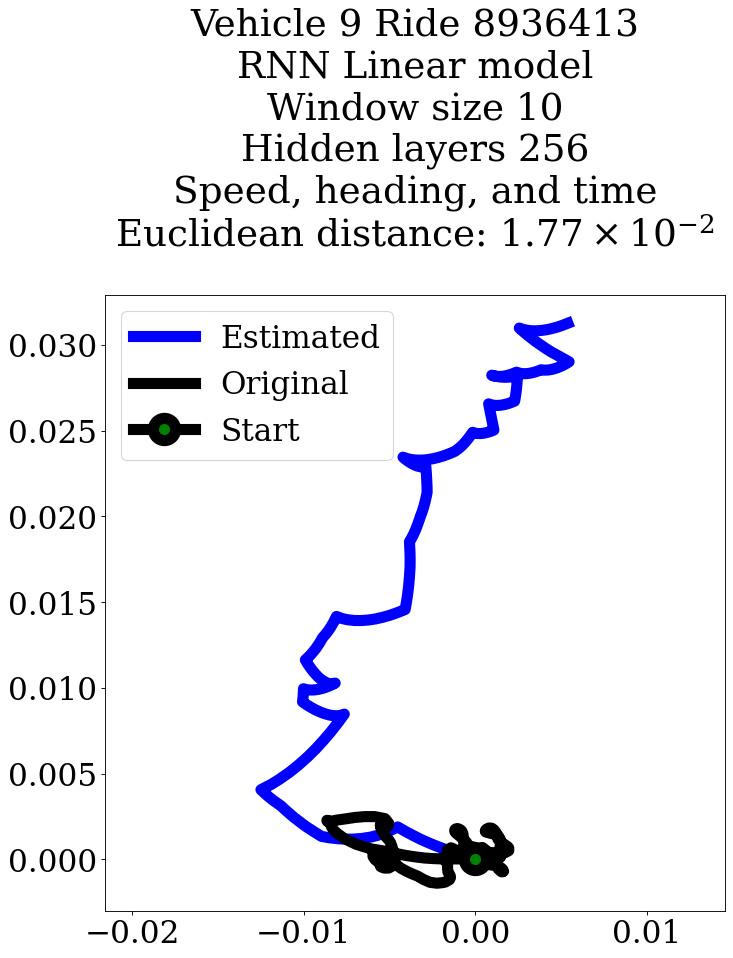 Vehicle 9 Ride 8936413
RNN Linear model
Window size 10
Hidden layers 256
Speed, heading, and time
Euclidean distance: 1.77 × 10⁻²
Estimated
Original
Start
0.030
0.025
0.020
0.015
0.010
0.005
0.000
−0.02
−0.01
0.00
0.01